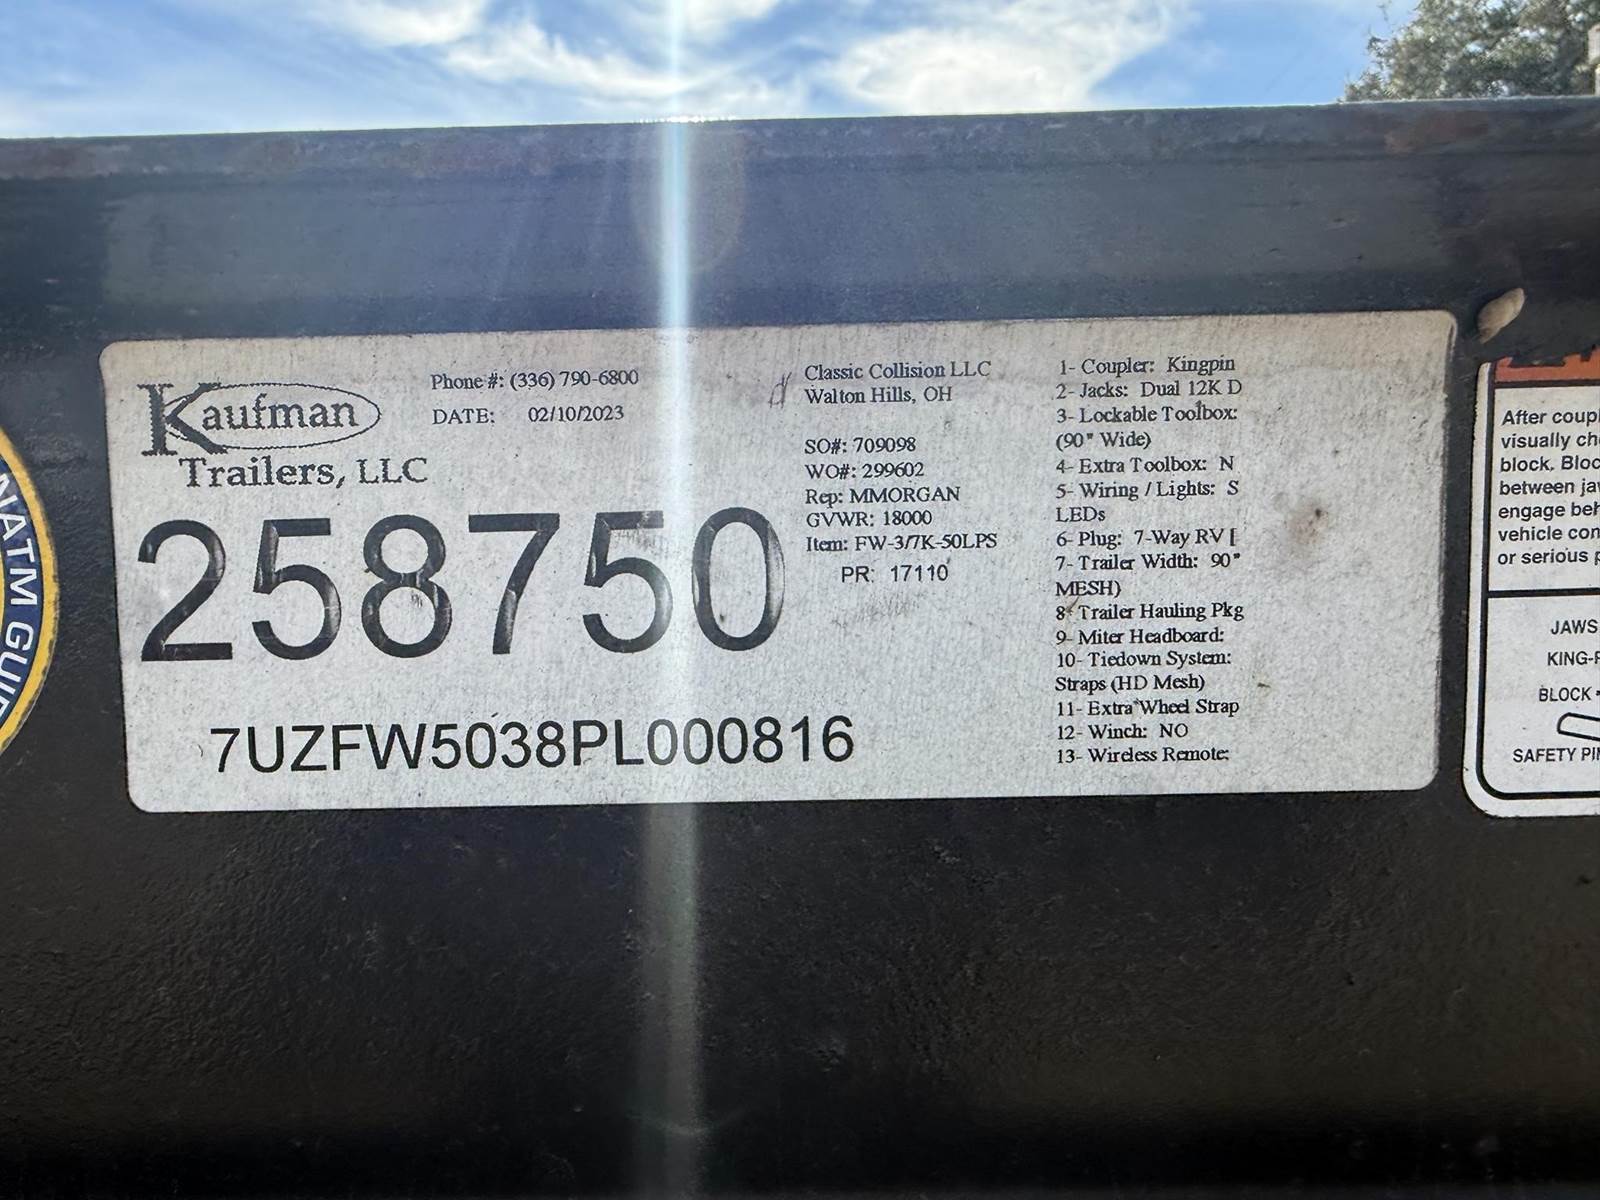 Kaufman
Trailers, LLC
Phone #: (336) 790-6800
DATE: 02/10/2023
258750
7UZFW5038PL000816
Classic Collision LLC
Walton Hills, OH
SO#: 709098
WO#: 299602
Rep: MMORGAN
GVWR: 18000
Item: FW-3/7K-50LPS
PR: 17110
1- Coupler: Kingpin
2- Jacks: Dual 12K D
3- Lockable Toolbox:
(90" Wide)
4- Extra Toolbox: N
5- Wiring / Lights: S
LEDs
6- Plug: 7-Way RV [
7- Trailer Width: 90"
MESH)
8- Trailer Hauling Pkg
9- Miter Headboard:
10- Tiedown System:
Straps (HD Mesh)
11- Extra Wheel Strap
12- Winch: NO
13- Wireless Remote:
NATM GUID
After coupl
visually che
block. Bloc
between jaw
engage beh
vehicle con
or serious p
JAWS
KING-P
BLOCK
SAFETY PIN